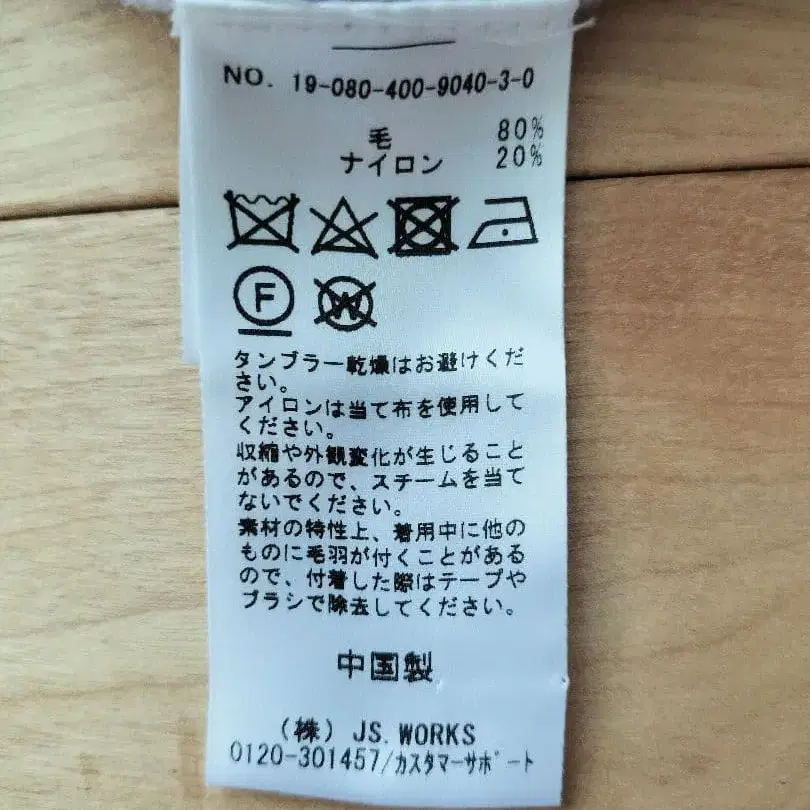 NO. 19-080-400-9040-3-0
毛 80%
ナイロン 20%
F W
タンブラー乾燥はお避けくだ
さい。
アイロンは当て布を使用して
ください。
収縮や外観変化が生じること
があるので、スチームを当て
ないでください。
素材の特性上、着用中に他の
ものに毛羽が付くことがある
ので、付着した際はテープや
ブラシで除去してください。
中国製
(株) JS.WORKS
0120-301457/カスタマーサポート